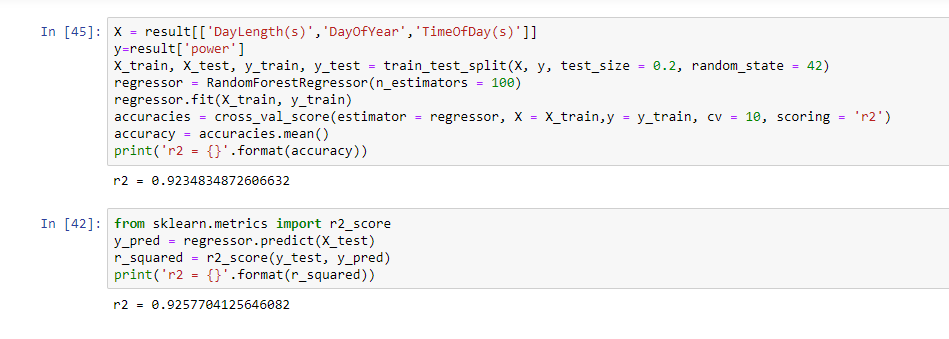 In [45]: X = result[['DayLength(s)','DayOfYear','TimeOfDay(s)']]
y=result['power']
X_train, X_test, y_train, y_test = train_test_split(X, y, test_size = 0.2, random_state = 42)
regressor = RandomForestRegressor(n_estimators = 100)
regressor.fit(X_train, y_train)
accuracies = cross_val_score(estimator = regressor, X = X_train,y = y_train, cv = 10, scoring = 'r2')
accuracy = accuracies.mean()
print('r2 = {}'.format(accuracy))
r2 = 0.9234834872606632
In [42]: from sklearn.metrics import r2_score
y_pred = regressor.predict(X_test)
r_squared = r2_score(y_test, y_pred)
print('r2 = {}'.format(r_squared))
r2 = 0.9257704125646082